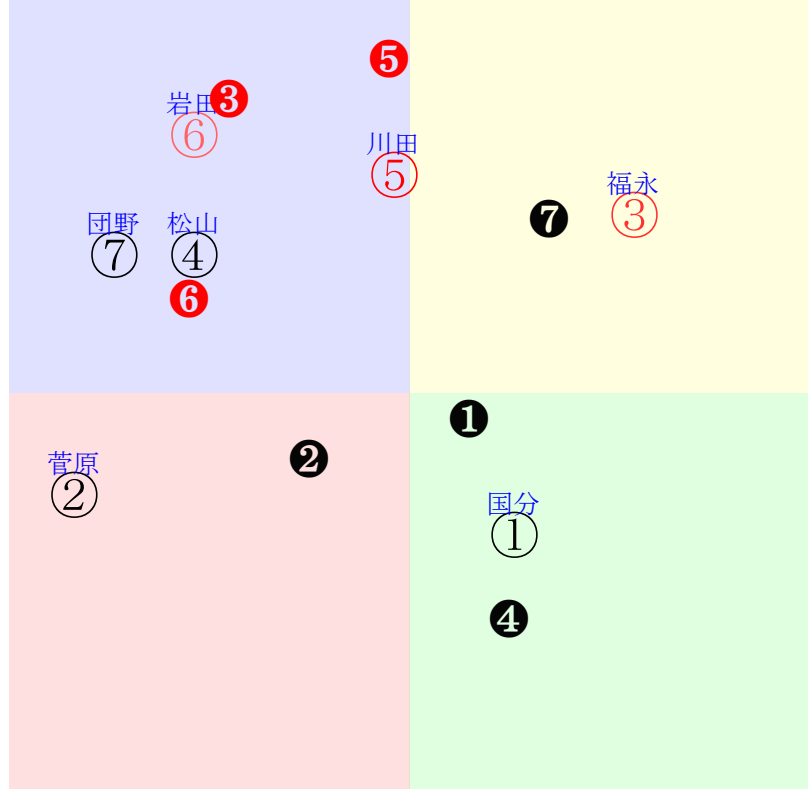 ❺
岩田
❸
⑥
川田
⑤
福永
③
❼
団野
⑦
松山
④
❻
❶
菅原
②
❷
国分
①
❹